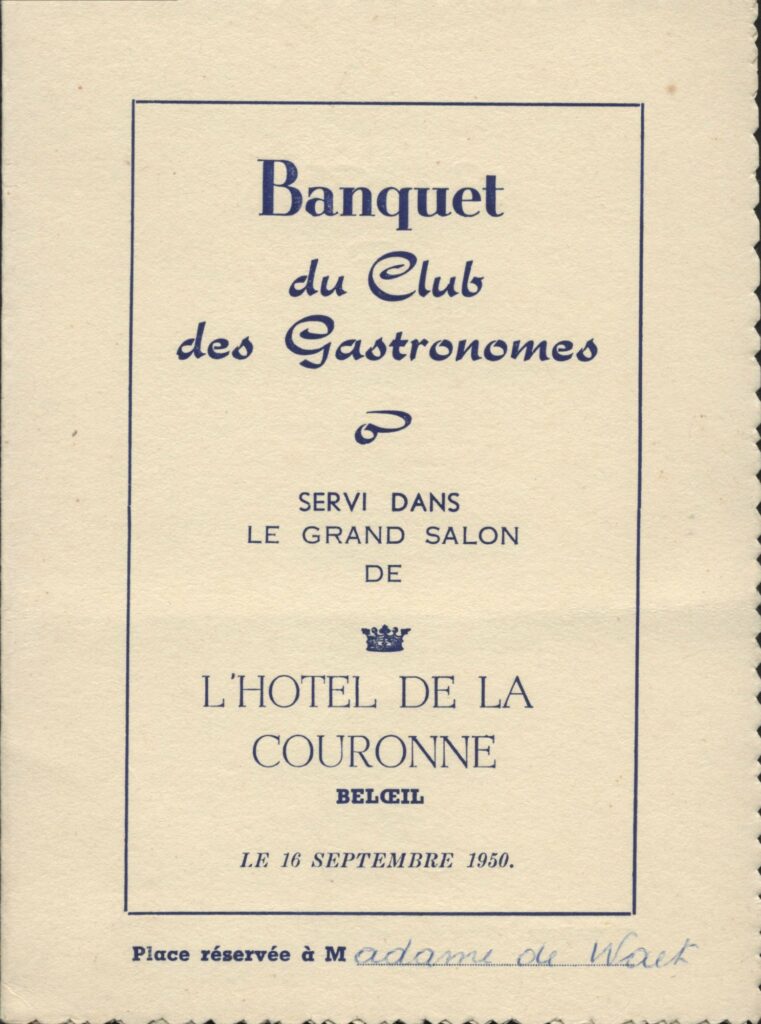 Banquet
du Club
des Gastronomes
SERVI DANS
LE GRAND SALON
DE
L'HOTEL DE LA
COURONNE
BELŒIL
LE 16 SEPTEMBRE 1950.
Place réservée à Madame de Waet